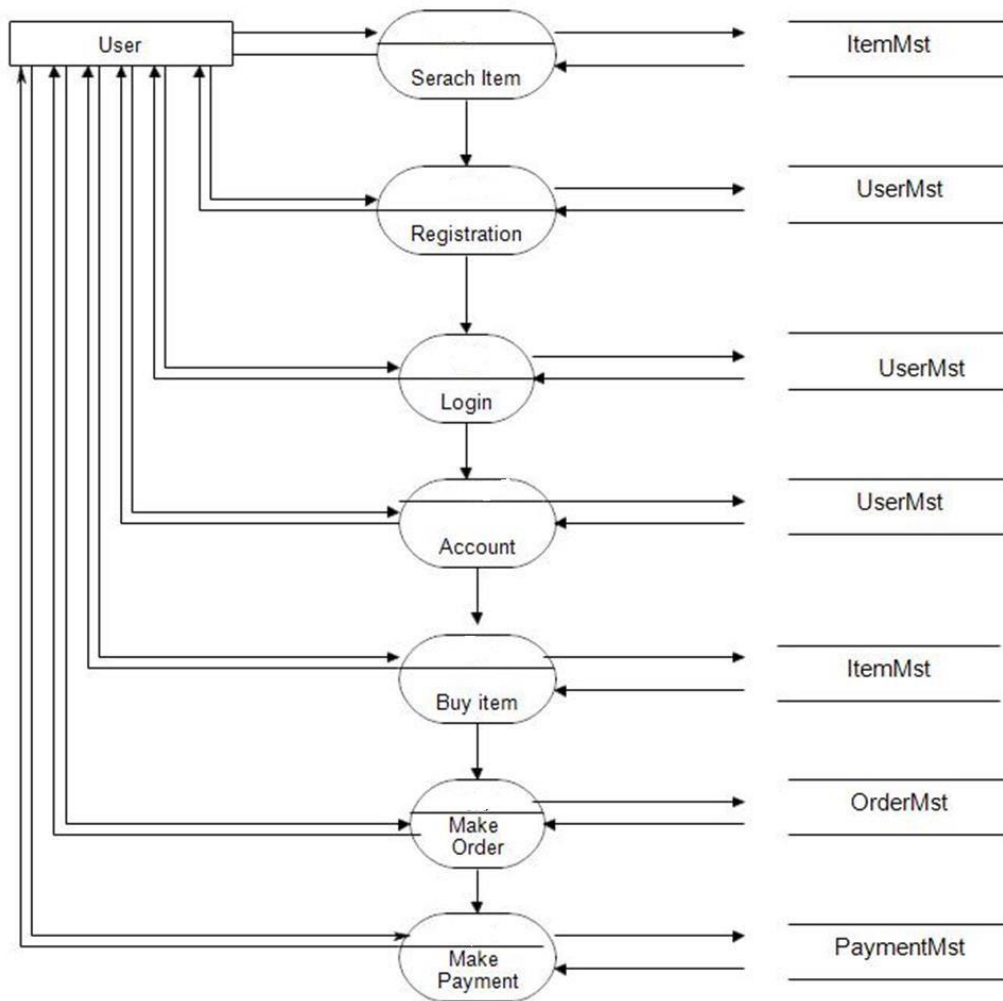 User
Serach Item
ItemMst
Registration
UserMst
Login
UserMst
Account
UserMst
Buy item
ItemMst
Make
Order
OrderMst
Make
Payment
PaymentMst